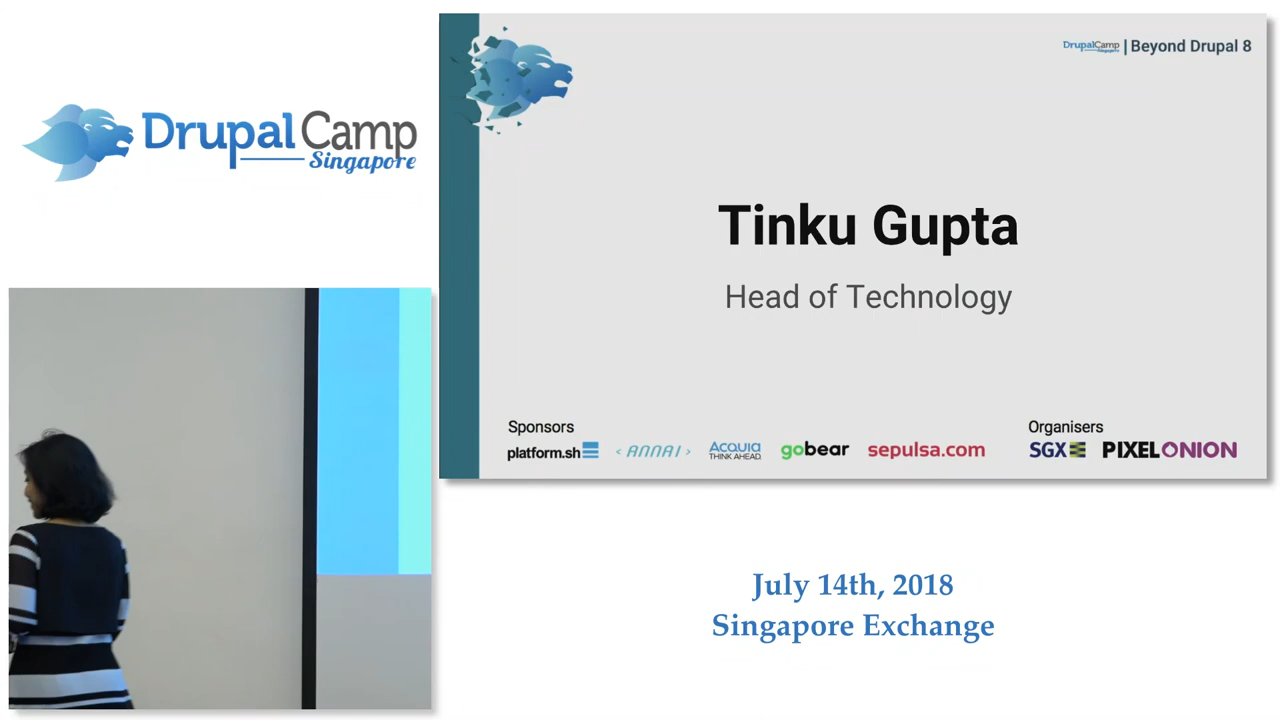 DrupalCamp
Singapore
DrupalCamp Singapore | Beyond Drupal 8
Tinku Gupta
Head of Technology
Sponsors
Organisers
platform.sh
<ANNAI>
ACQUIA
THINK AHEAD.
gobear
sepulsa.com
SGX
PIXELONION
July 14th, 2018
Singapore Exchange